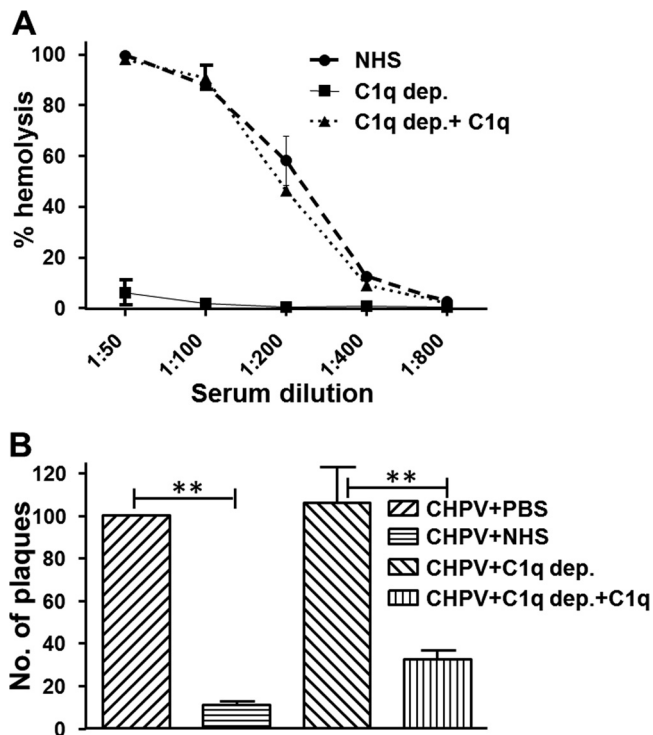 A
100
80
60
40
20
0
% hemolysis
NHS
C1q dep.
C1q dep.+ C1q
1:50
1:100
1:200
1:400
1:800
Serum dilution
B
120
100
80
60
40
20
0
No. of plaques
**
**
CHPV+PBS
CHPV+NHS
CHPV+C1q dep.
CHPV+C1q dep.+C1q